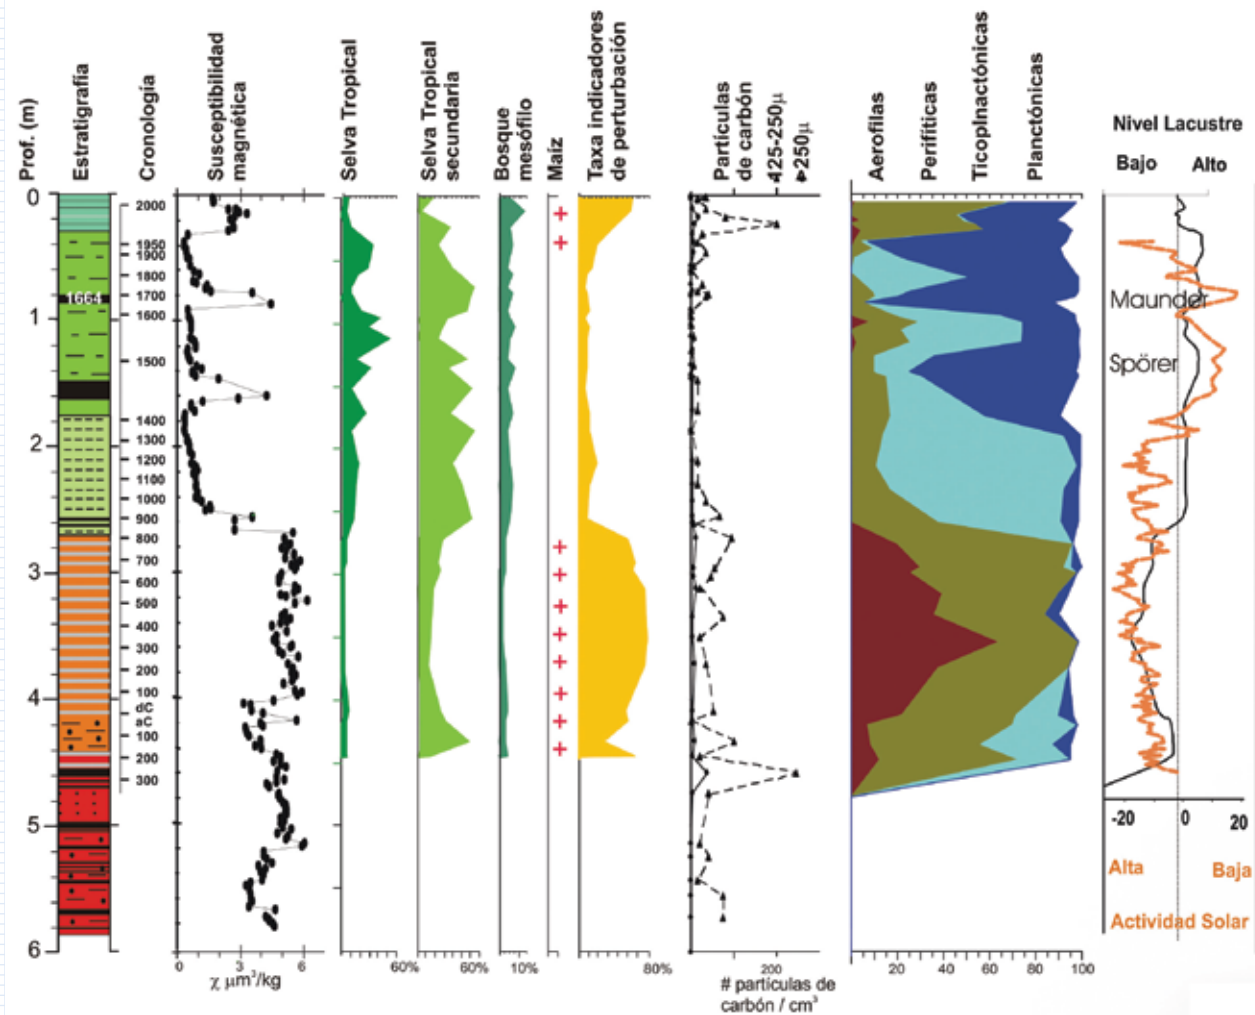 Prof. (m)
Estratigrafía
Cronología
Susceptibilidad
magnética
Selva Tropical
Selva Tropical
secundaria
Bosque
mesófilo
Maíz
Taxa indicadores
de perturbación
Partículas
de carbón
425-250µ
>250µ
Aerofilas
Perifíticas
Ticoplnactónicas
Planctónicas
Nivel Lacustre
Bajo Alto
0
1
2
3
4
5
6
1664
2000
1950
1900
1800
1700
1600
1500
1400
1300
1200
1100
1000
900
800
700
600
500
400
300
200
100
dC
aC
100
200
300
Maunder
Spörer
0 3 6
χ µm³/kg
60% 60% 10% 80%
200
# partículas de
carbón / cm³
20 40 60 80 100
-20 0 20
Alta Baja
Actividad Solar